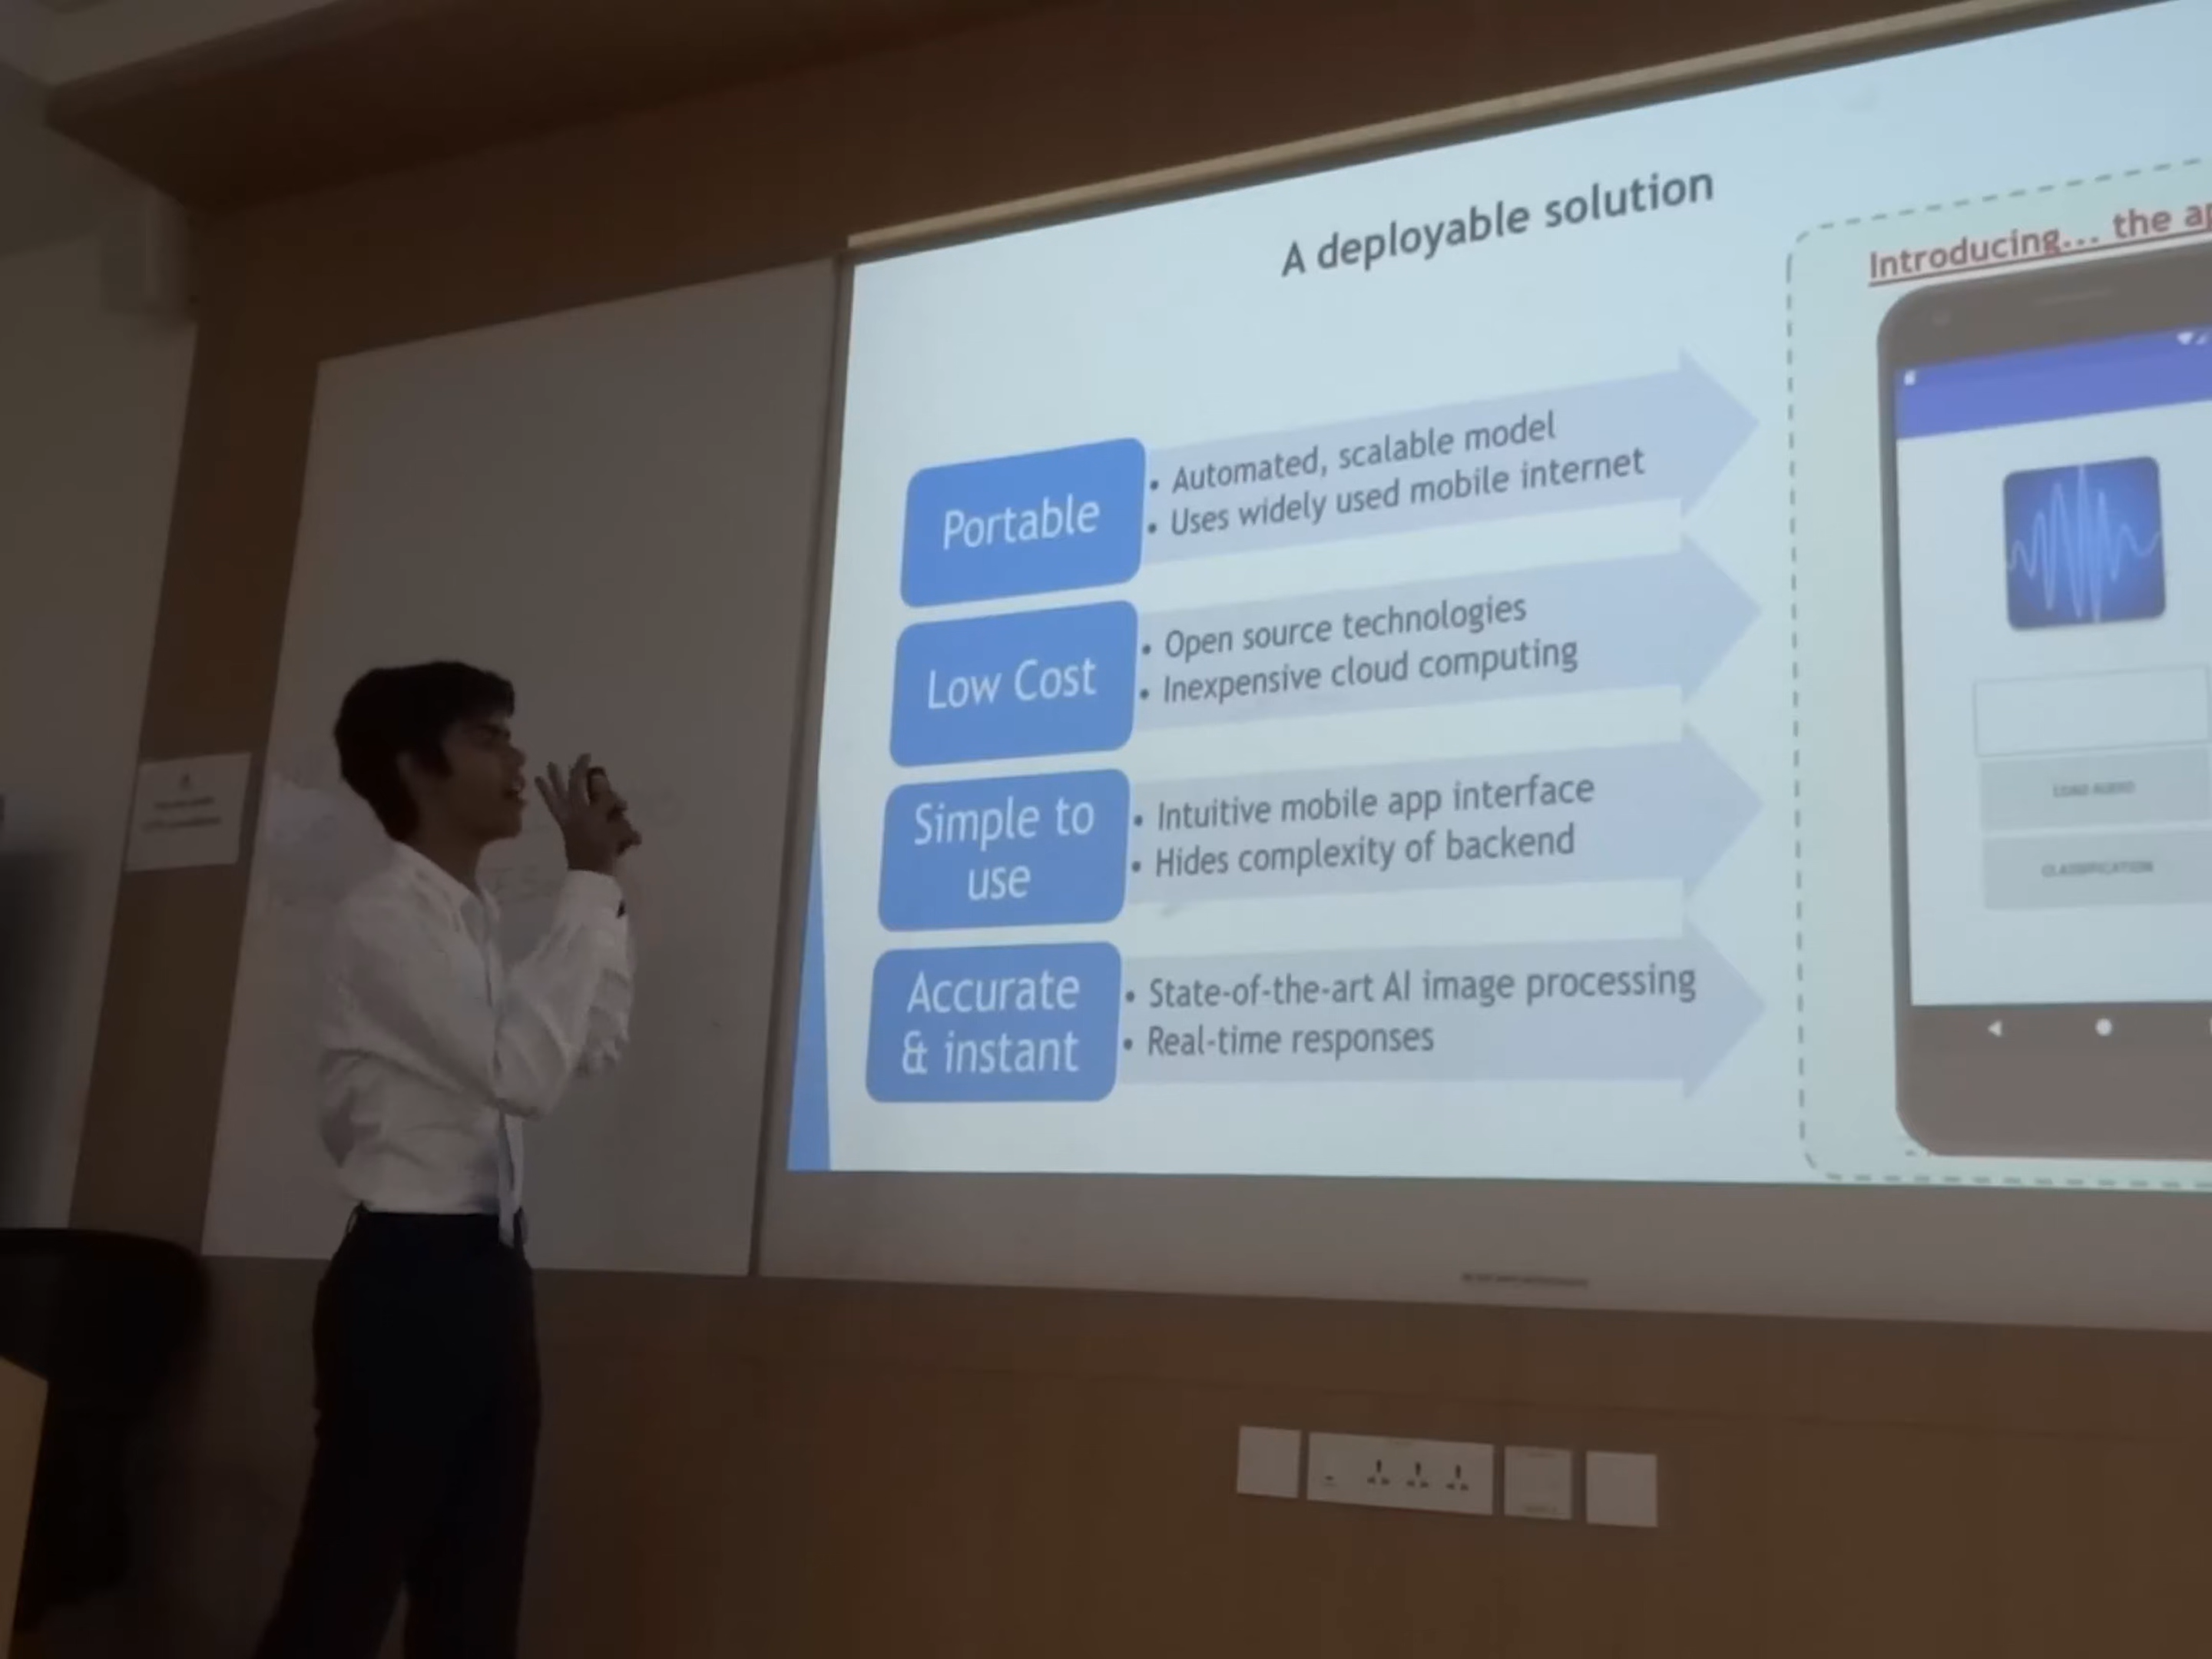 A deployable solution
Introducing... the
Portable
• Automated, scalable model
• Uses widely used mobile internet
Low Cost
• Open source technologies
• Inexpensive cloud computing
Simple to
use
• Intuitive mobile app interface
• Hides complexity of backend
Accurate
& instant
• State-of-the-art AI image processing
• Real-time responses
LOAD AUDIO
CLASSIFICATION